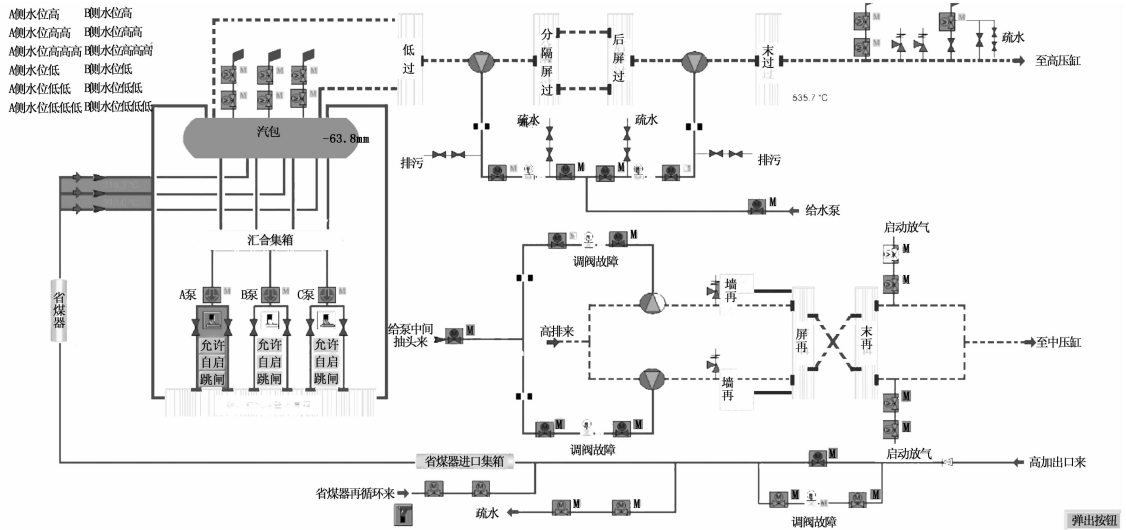 A侧水位高 B侧水位高
A侧水位高高 B侧水位高高
A侧水位高高高 B侧水位高高高
A侧水位低 B侧水位低
A侧水位低低 B侧水位低低
A侧水位低低低 B侧水位低低低
M
M
M
汽包
-63.8mm
低过
分隔屏过
后屏过
末过
疏水
至高压缸
535.7 °C
疏水
疏水
排污
排污
M
M
M
给水泵
汇合集箱
A泵
B泵
C泵
M
M
M
允许
自启
跳闸
允许
自启
跳闸
允许
自启
跳闸
省煤器
调阀故障
M
启动放气
M
M
给泵中间
抽头来
M
高排来
墙再
墙再
屏再
末再
至中压缸
M
M
M
M
调阀故障
启动放气
省煤器进口集箱
M
高加出口来
省煤器再循环来
M
M
疏水
M
M
M
M
调阀故障
弹出按钮